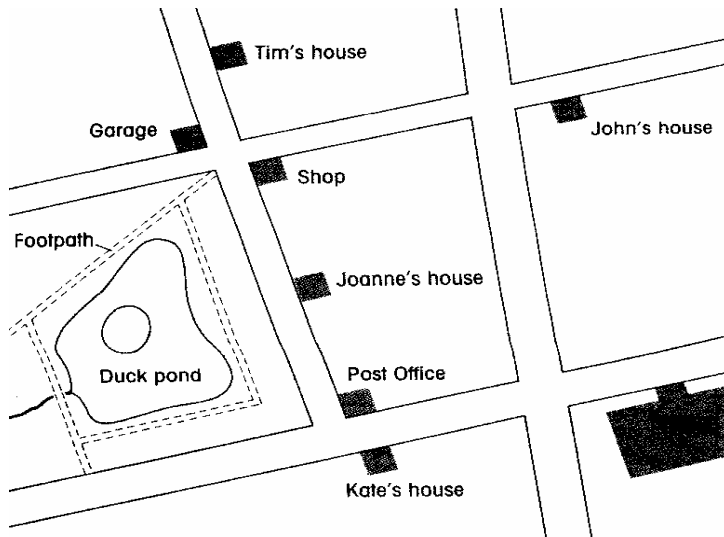 Tim's house
Garage
John's house
Shop
Footpath
Joanne's house
Duck pond
Post Office
Kate's house